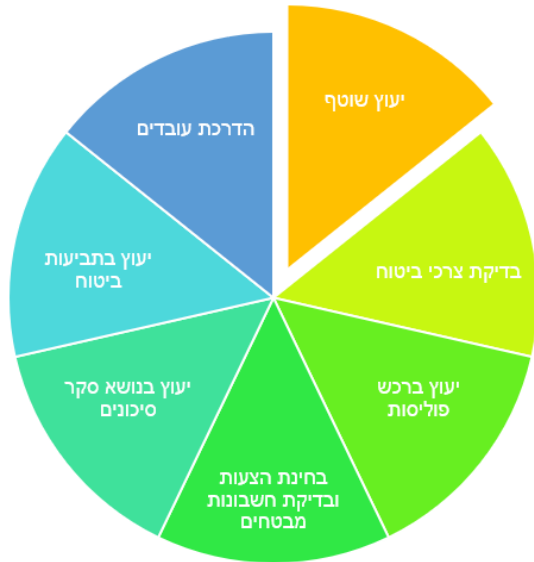 יעוץ שוטף
בדיקת צרכי ביטוח
יעוץ ברכש
פוליסות
בחינת הצעות
ובדיקת חשבונות
מבטחים
יעוץ בנושא סקר
סיכונים
יעוץ בתביעות
ביטוח
הדרכת עובדים